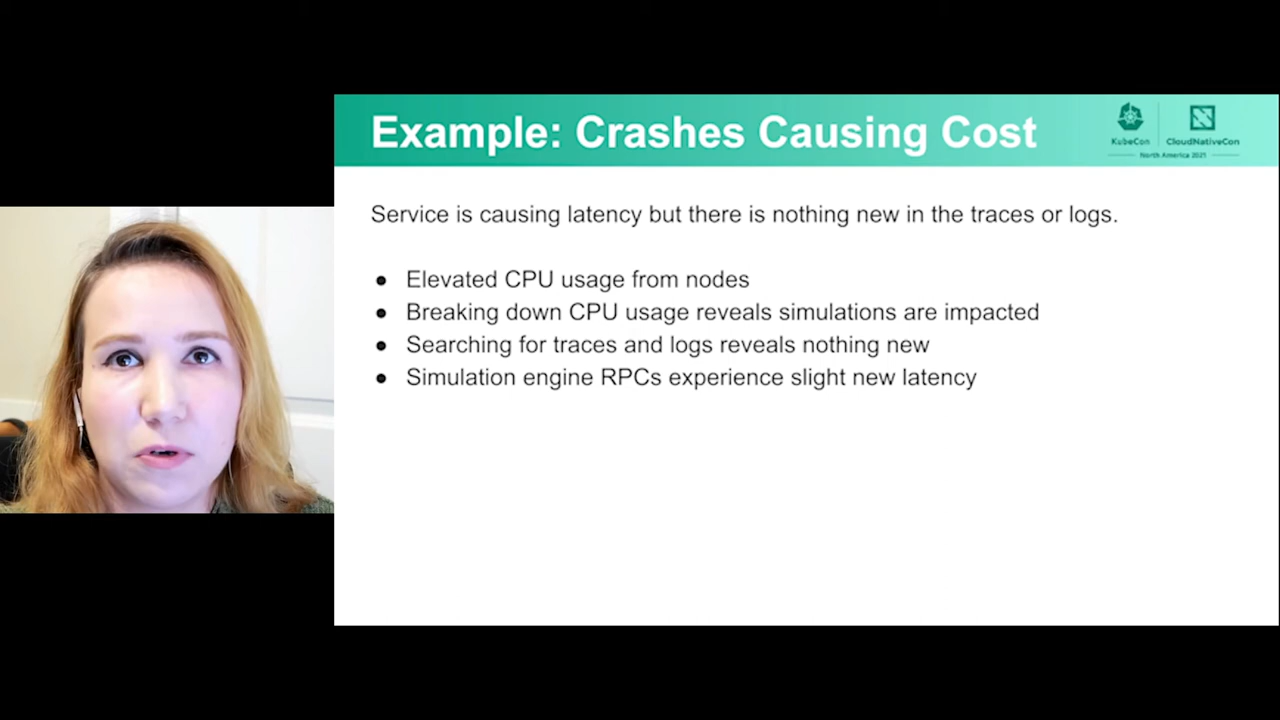 Example: Crashes Causing Cost
KubeCon
CloudNativeCon
North America 2021
Service is causing latency but there is nothing new in the traces or logs.
● Elevated CPU usage from nodes
● Breaking down CPU usage reveals simulations are impacted
● Searching for traces and logs reveals nothing new
● Simulation engine RPCs experience slight new latency